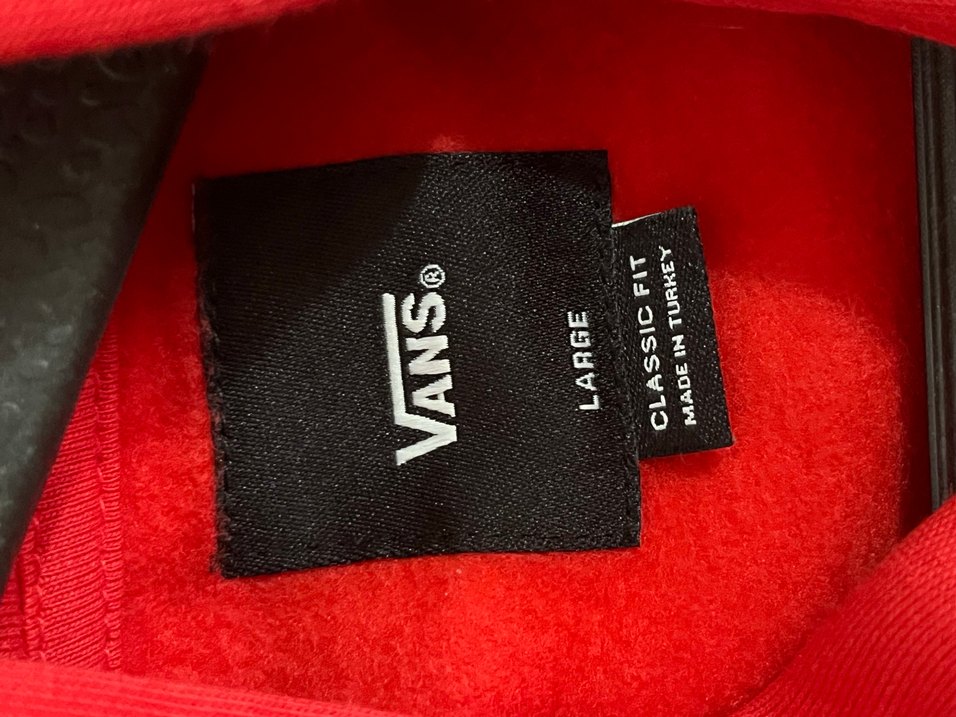 VANS®
LARGE
CLASSIC FIT
MADE IN TURKEY